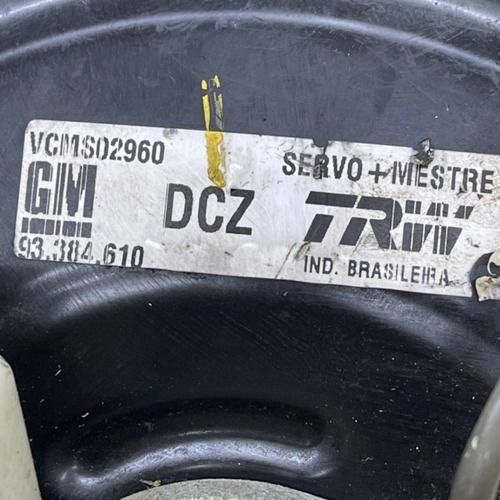 VCMS02960
SERVO + MESTRE
GM
DCZ
TRW
93.384.610
IND. BRASILEIRA